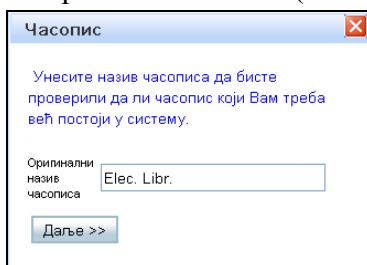 Часопис
Унесите назив часописа да бисте
проверили да ли часопис који Вам треба
већ постоји у систему.
Оригинални
назив
часописа
Elec. Libr.
Даље >>